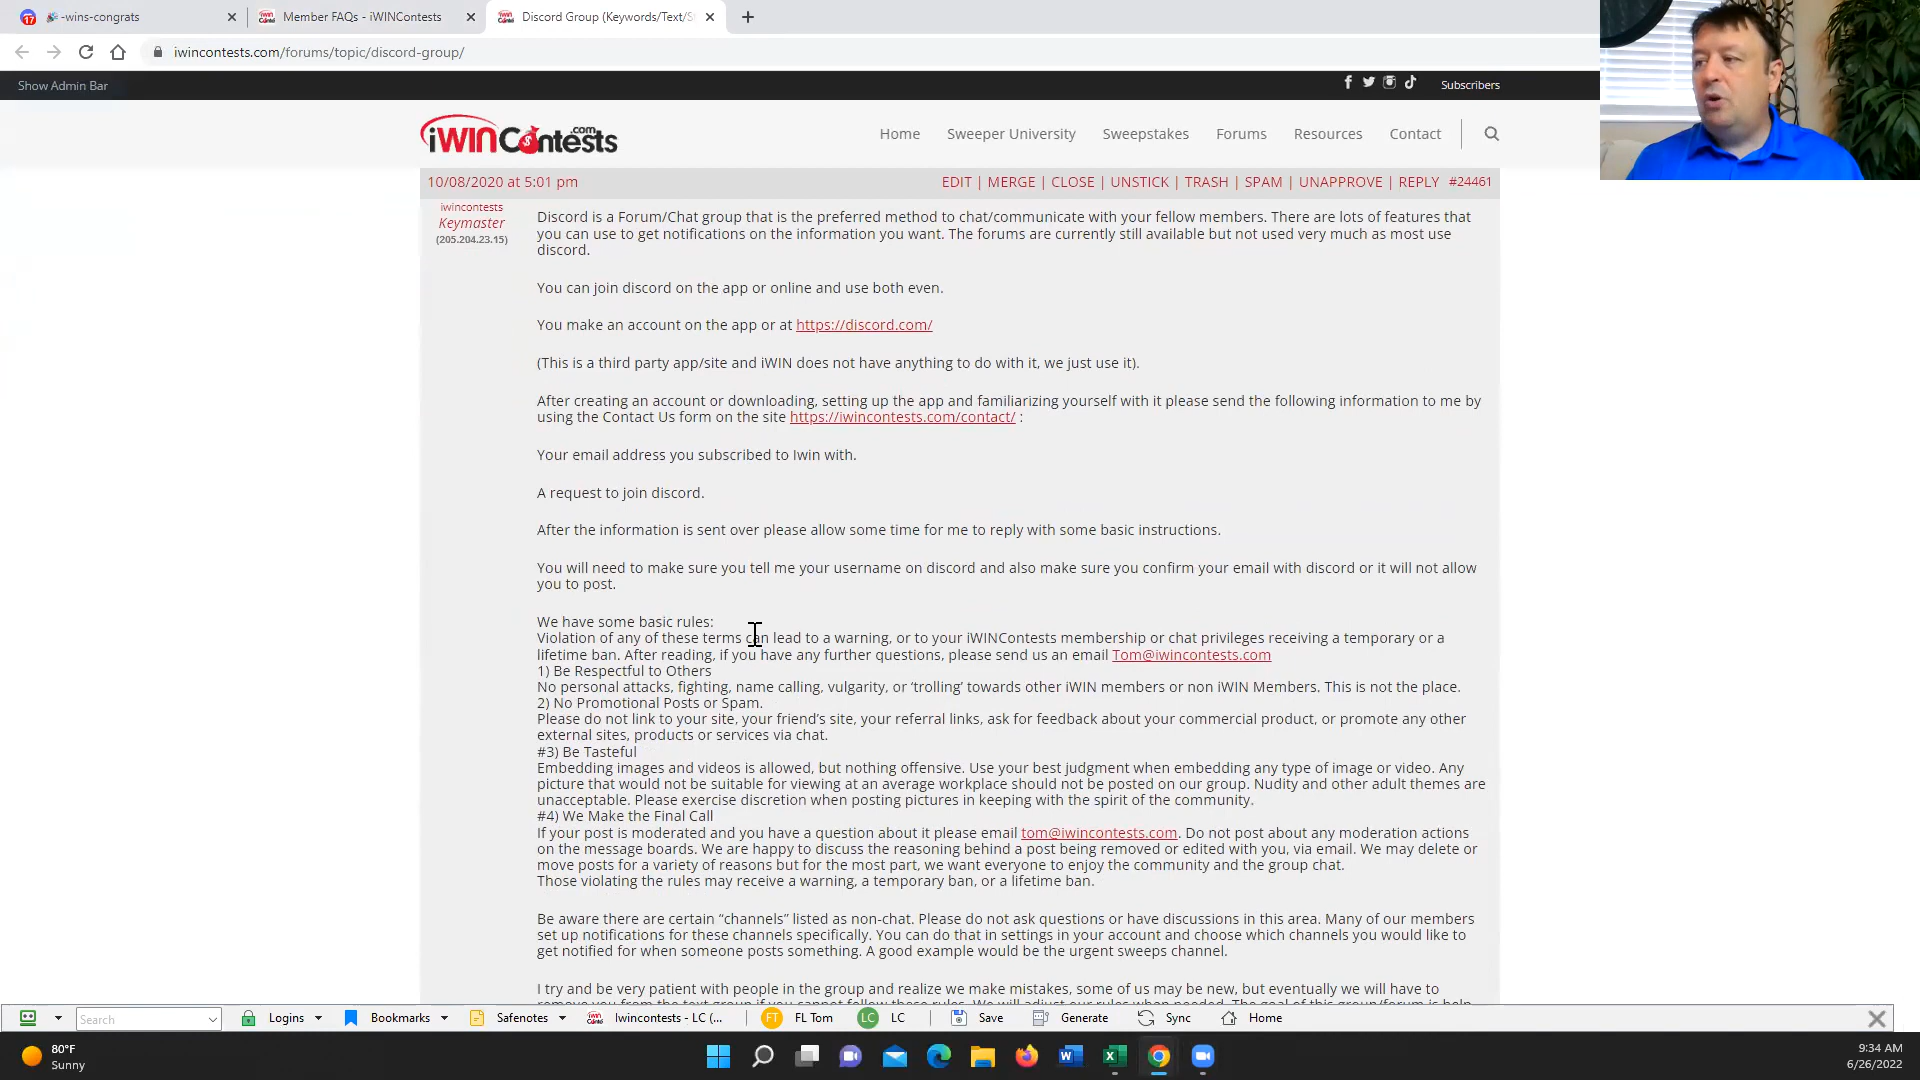 -wins-congrats
Member FAQs - iWINContests
Discord Group (Keywords/Text/S
iwincontests.com/forums/topic/discord-group/
Show Admin Bar
Subscribers
iWINContests.com
Home Sweeper University Sweepstakes Forums Resources Contact
10/08/2020 at 5:01 pm
EDIT | MERGE | CLOSE | UNSTICK | TRASH | SPAM | UNAPPROVE | REPLY #24461
iwincontests
Keymaster
(205.204.23.15)
Discord is a Forum/Chat group that is the preferred method to chat/communicate with your fellow members. There are lots of features that
you can use to get notifications on the information you want. The forums are currently still available but not used very much as most use
discord.
You can join discord on the app or online and use both even.
You make an account on the app or at https://discord.com/
(This is a third party app/site and iWIN does not have anything to do with it, we just use it).
After creating an account or downloading, setting up the app and familiarizing yourself with it please send the following information to me by
using the Contact Us form on the site https://iwincontests.com/contact/ :
Your email address you subscribed to Iwin with.
A request to join discord.
After the information is sent over please allow some time for me to reply with some basic instructions.
You will need to make sure you tell me your username on discord and also make sure you confirm your email with discord or it will not allow
you to post.
We have some basic rules:
Violation of any of these terms can lead to a warning, or to your iWINContests membership or chat privileges receiving a temporary or a
lifetime ban. After reading, if you have any further questions, please send us an email Tom@iwincontests.com
1) Be Respectful to Others
No personal attacks, fighting, name calling, vulgarity, or ‘trolling’ towards other iWIN members or non iWIN Members. This is not the place.
2) No Promotional Posts or Spam.
Please do not link to your site, your friend’s site, your referral links, ask for feedback about your commercial product, or promote any other
external sites, products or services via chat.
#3) Be Tasteful
Embedding images and videos is allowed, but nothing offensive. Use your best judgment when embedding any type of image or video. Any
picture that would not be suitable for viewing at an average workplace should not be posted on our group. Nudity and other adult themes are
unacceptable. Please exercise discretion when posting pictures in keeping with the spirit of the community.
#4) We Make the Final Call
If your post is moderated and you have a question about it please email tom@iwincontests.com. Do not post about any moderation actions
on the message boards. We are happy to discuss the reasoning behind a post being removed or edited with you, via email. We may delete or
move posts for a variety of reasons but for the most part, we want everyone to enjoy the community and the group chat.
Those violating the rules may receive a warning, a temporary ban, or a lifetime ban.
Be aware there are certain “channels” listed as non-chat. Please do not ask questions or have discussions in this area. Many of our members
set up notifications for these channels specifically. You can do that in settings in your account and choose which channels you would like to
get notified for when someone posts something. A good example would be the urgent sweeps channel.
I try and be very patient with people in the group and realize we make mistakes, some of us may be new, but eventually we will have to
remove you from the text group if you cannot follow these rules. We will adjust our rules when needed. The goal of this group/forum is help
Search Logins Bookmarks Safenotes Iwincontests - LC (... FT FL Tom LC LC Save Generate Sync Home
80°F
Sunny
9:34 AM
6/26/2022